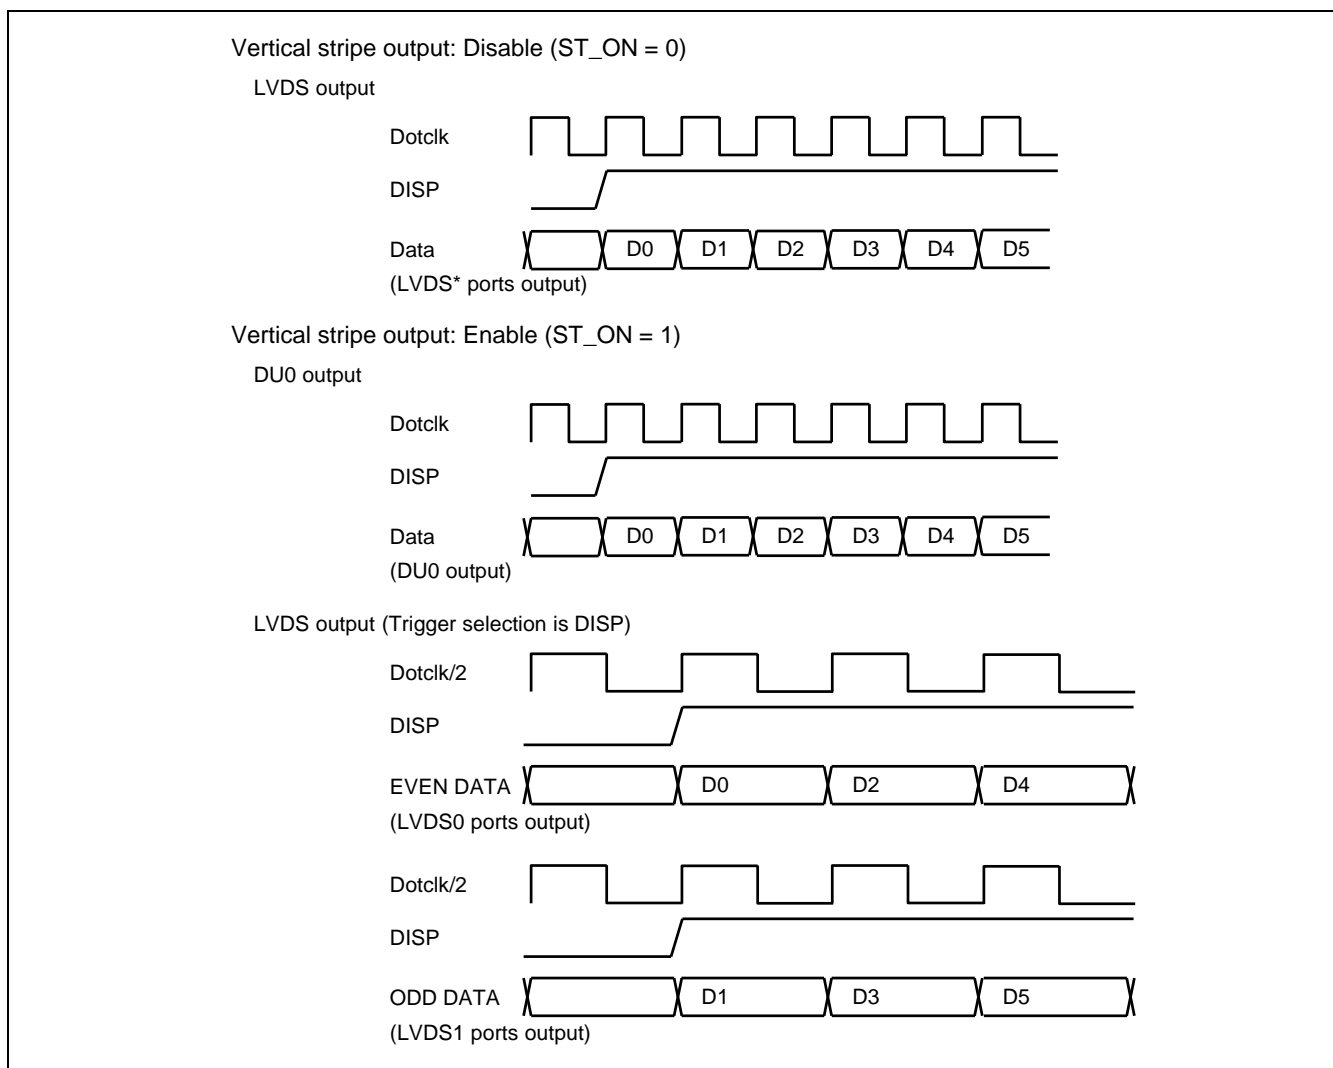 Vertical stripe output: Disable (ST_ON = 0)
LVDS output
Dotclk
DISP
Data D0 D1 D2 D3 D4 D5
(LVDS* ports output)
Vertical stripe output: Enable (ST_ON = 1)
DU0 output
Dotclk
DISP
Data D0 D1 D2 D3 D4 D5
(DU0 output)
LVDS output (Trigger selection is DISP)
Dotclk/2
DISP
EVEN DATA D0 D2 D4
(LVDS0 ports output)
Dotclk/2
DISP
ODD DATA D1 D3 D5
(LVDS1 ports output)